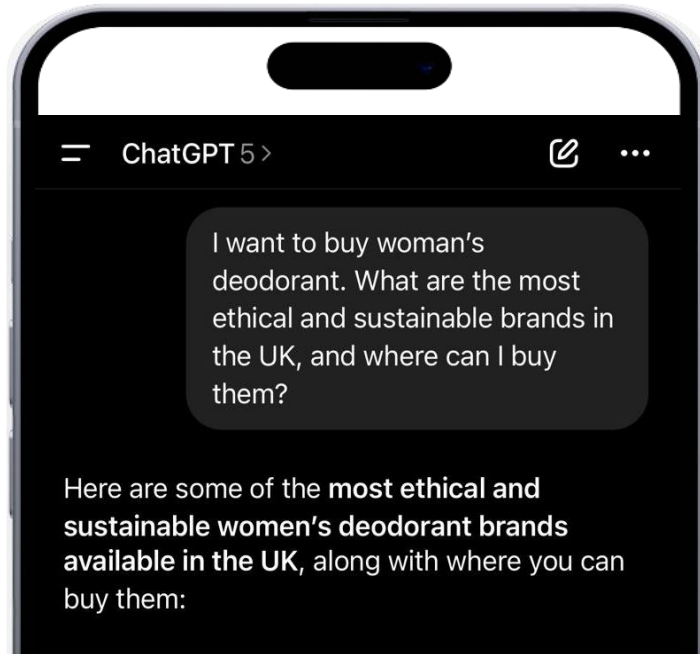 ChatGPT 5 >
I want to buy woman’s
deodorant. What are the most
ethical and sustainable brands in
the UK, and where can I buy
them?
Here are some of the most ethical and
sustainable women’s deodorant brands
available in the UK, along with where you can
buy them: